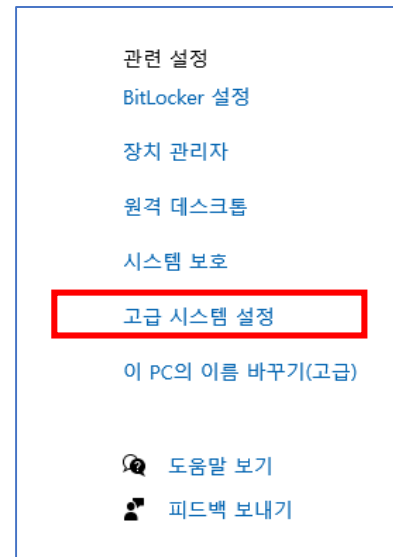 관련 설정
BitLocker 설정
장치 관리자
원격 데스크톱
시스템 보호
고급 시스템 설정
이 PC의 이름 바꾸기(고급)
도움말 보기
피드백 보내기